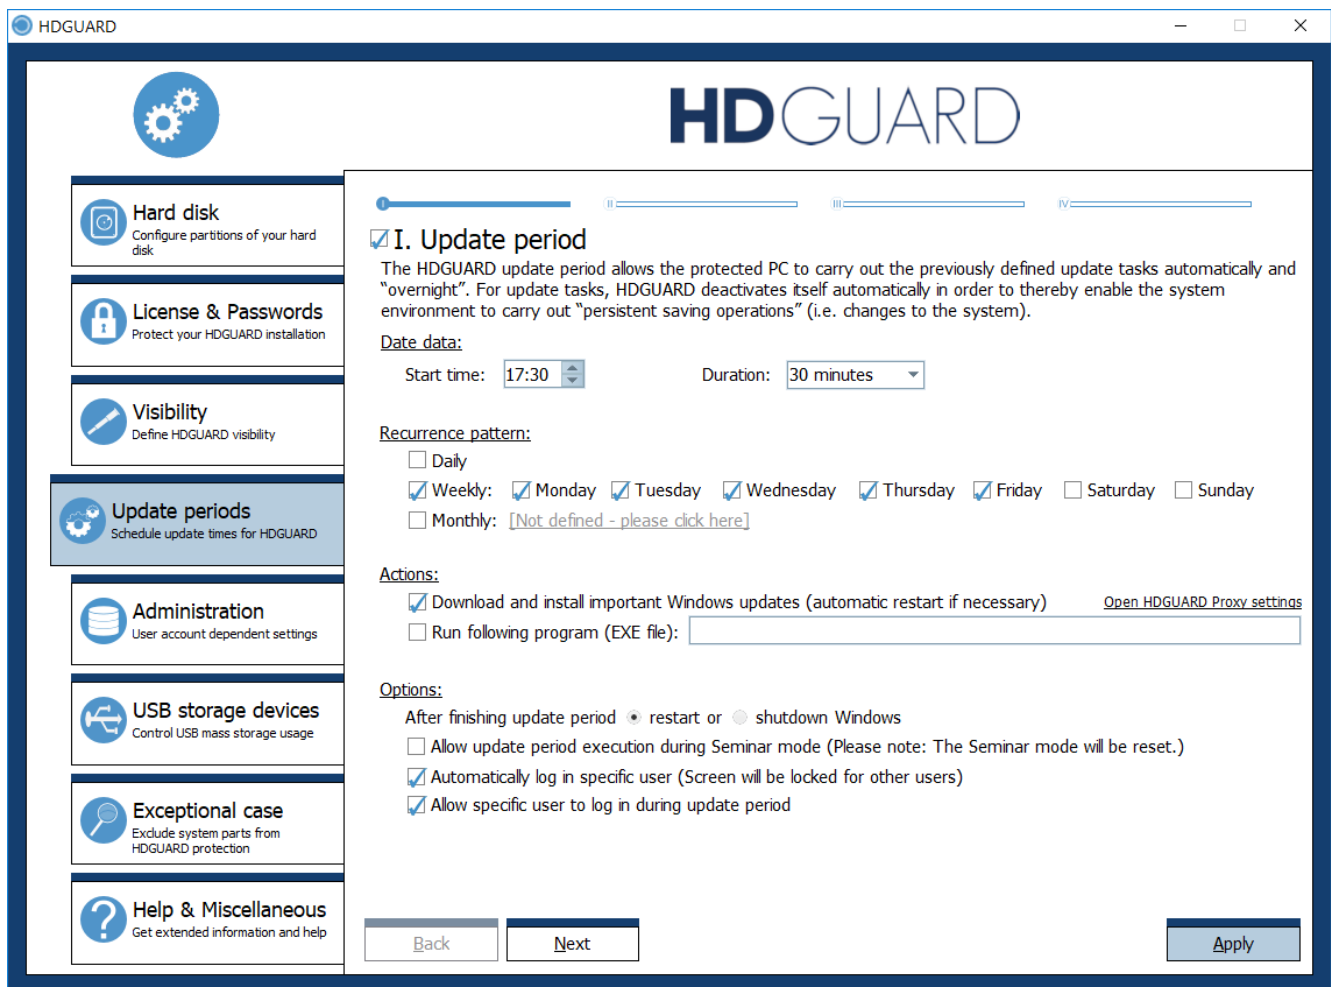 HDGUARD
HDGUARD
Hard disk
Configure partitions of your hard
disk
License & Passwords
Protect your HDGUARD installation
Visibility
Define HDGUARD visibility
Update periods
Schedule update times for HDGUARD
Administration
User account dependent settings
USB storage devices
Control USB mass storage usage
Exceptional case
Exclude system parts from
HDGUARD protection
Help & Miscellaneous
Get extended information and help
I II III IV
I. Update period
The HDGUARD update period allows the protected PC to carry out the previously defined update tasks automatically and
“overnight”. For update tasks, HDGUARD deactivates itself automatically in order to thereby enable the system
environment to carry out “persistent saving operations” (i.e. changes to the system).
Date data:
Start time: 17:30 Duration: 30 minutes
Recurrence pattern:
Daily
Weekly: Monday Tuesday Wednesday Thursday Friday Saturday Sunday
Monthly: [Not defined - please click here]
Actions:
Download and install important Windows updates (automatic restart if necessary) Open HDGUARD Proxy settings
Run following program (EXE file):
Options:
After finishing update period restart or shutdown Windows
Allow update period execution during Seminar mode (Please note: The Seminar mode will be reset.)
Automatically log in specific user (Screen will be locked for other users)
Allow specific user to log in during update period
Back Next Apply